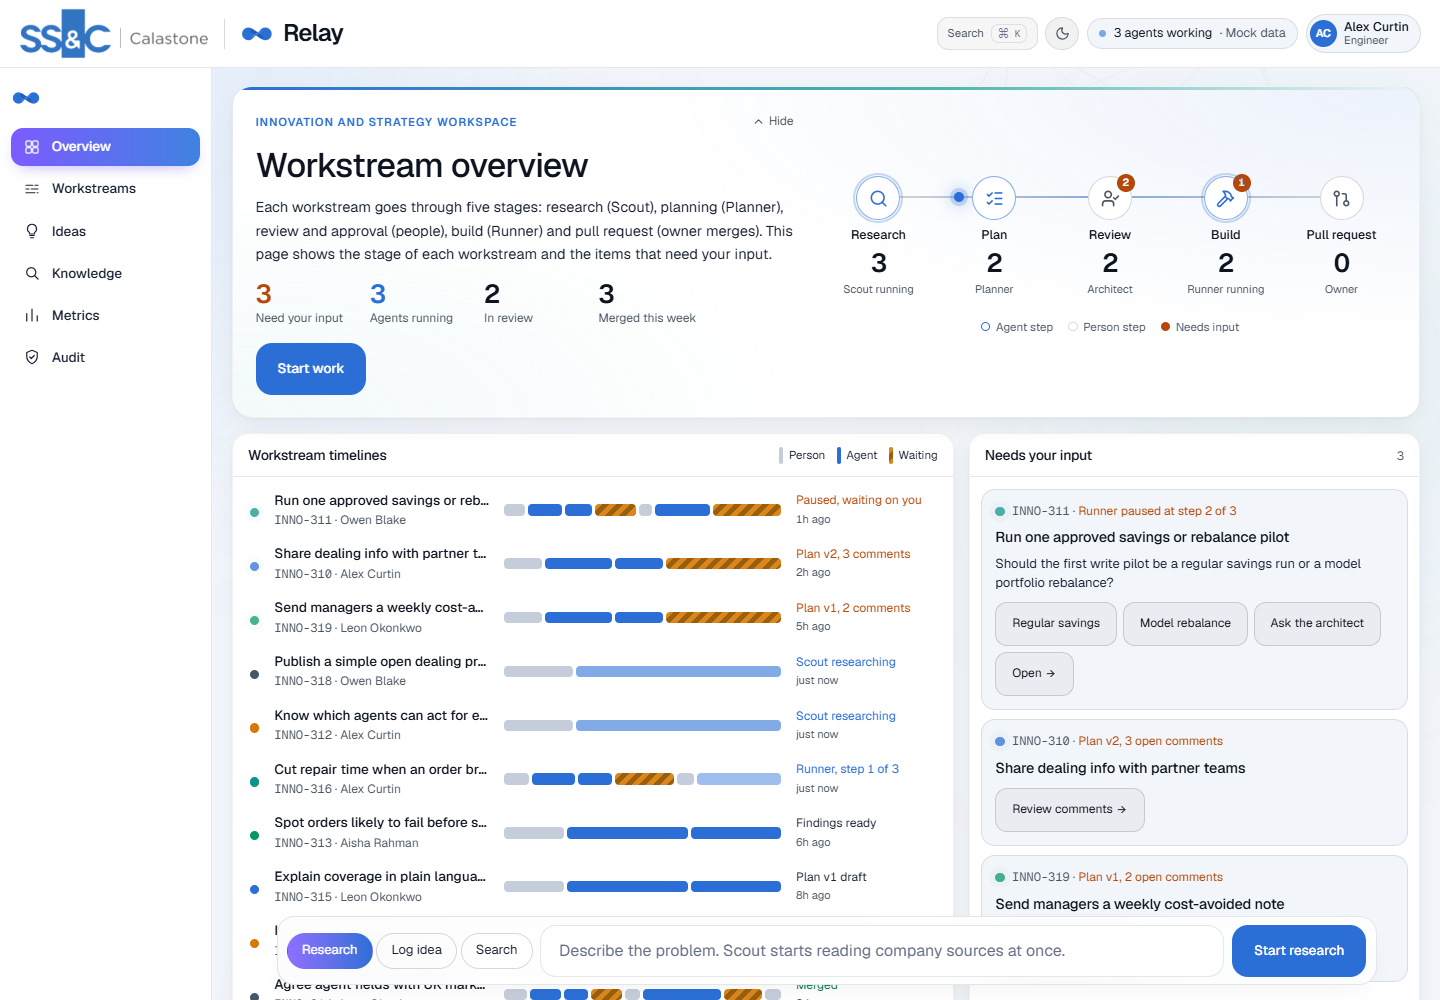 SS&C | Calastone
Relay
Search ⌘ K
3 agents working · Mock data
AC
Alex Curtin
Engineer
Overview
Workstreams
Ideas
Knowledge
Metrics
Audit
INNOVATION AND STRATEGY WORKSPACE
Hide
Workstream overview
Each workstream goes through five stages: research (Scout), planning (Planner),
review and approval (people), build (Runner) and pull request (owner merges). This
page shows the stage of each workstream and the items that need your input.
3
Need your input
3
Agents running
2
In review
3
Merged this week
Start work
Research
3
Scout running
Plan
2
Planner
2
Review
2
Architect
1
Build
2
Runner running
Pull request
0
Owner
Agent step
Person step
Needs input
Workstream timelines
Person
Agent
Waiting
Run one approved savings or reb...
INNO-311 · Owen Blake
Paused, waiting on you
1h ago
Share dealing info with partner t...
INNO-310 · Alex Curtin
Plan v2, 3 comments
2h ago
Send managers a weekly cost-a...
INNO-319 · Leon Okonkwo
Plan v1, 2 comments
5h ago
Publish a simple open dealing pr...
INNO-318 · Owen Blake
Scout researching
just now
Know which agents can act for e...
INNO-312 · Alex Curtin
Scout researching
just now
Cut repair time when an order br...
INNO-316 · Alex Curtin
Runner, step 1 of 3
just now
Spot orders likely to fail before s...
INNO-313 · Aisha Rahman
Findings ready
6h ago
Explain coverage in plain langua...
INNO-315 · Leon Okonkwo
Plan v1 draft
8h ago
Agree agent fields with UK mark...
Merged
Needs your input
3
INNO-311 · Runner paused at step 2 of 3
Run one approved savings or rebalance pilot
Should the first write pilot be a regular savings run or a model
portfolio rebalance?
Regular savings
Model rebalance
Ask the architect
Open →
INNO-310 · Plan v2, 3 open comments
Share dealing info with partner teams
Review comments →
INNO-319 · Plan v1, 2 open comments
Send managers a weekly cost-avoided note
Research
Log idea
Search
Describe the problem. Scout starts reading company sources at once.
Start research